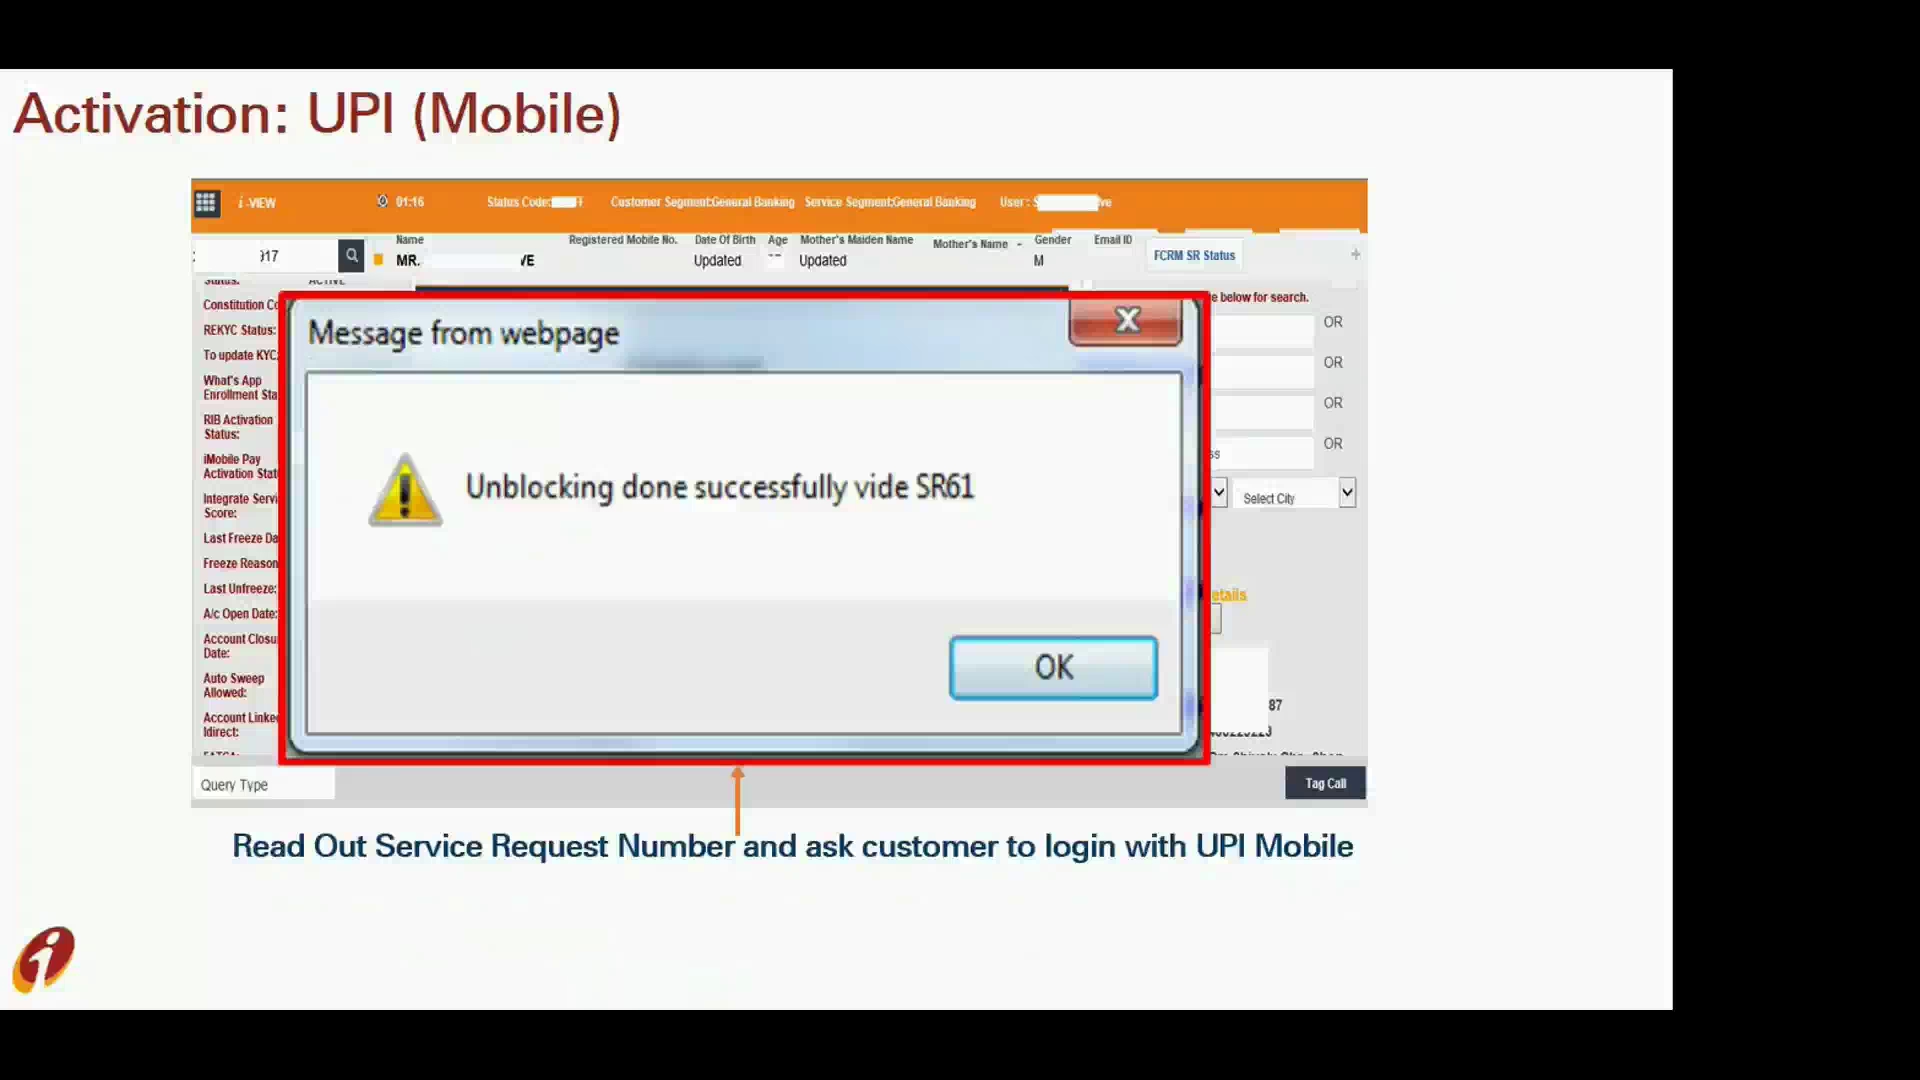 Activation: UPI (Mobile)
i-VIEW 01:16 Status Code: F Customer Segment:General Banking Service Segment:General Banking User : S ve
917 Name Registered Mobile No. Date Of Birth Age Mother's Maiden Name Mother's Name - Gender Email ID FCRM SR Status +
MR. VE Updated -- Updated M
Status: ACTIVE
Constitution Co
REKYC Status:
To update KYC:
What's App
Enrollment Sta
RIB Activation
Status:
iMobile Pay
Activation Stat
Integrate Servi
Score:
Last Freeze Da
Freeze Reason
Last Unfreeze:
A/c Open Date:
Account Closu
Date:
Auto Sweep
Allowed:
Account Linked
Idirect:
FATCA:
Message from webpage
X
Unblocking done successfully vide SR61
OK
e below for search.
OR
OR
OR
ss OR
Select City
etails
87
Query Type
Tag Call
Read Out Service Request Number and ask customer to login with UPI Mobile